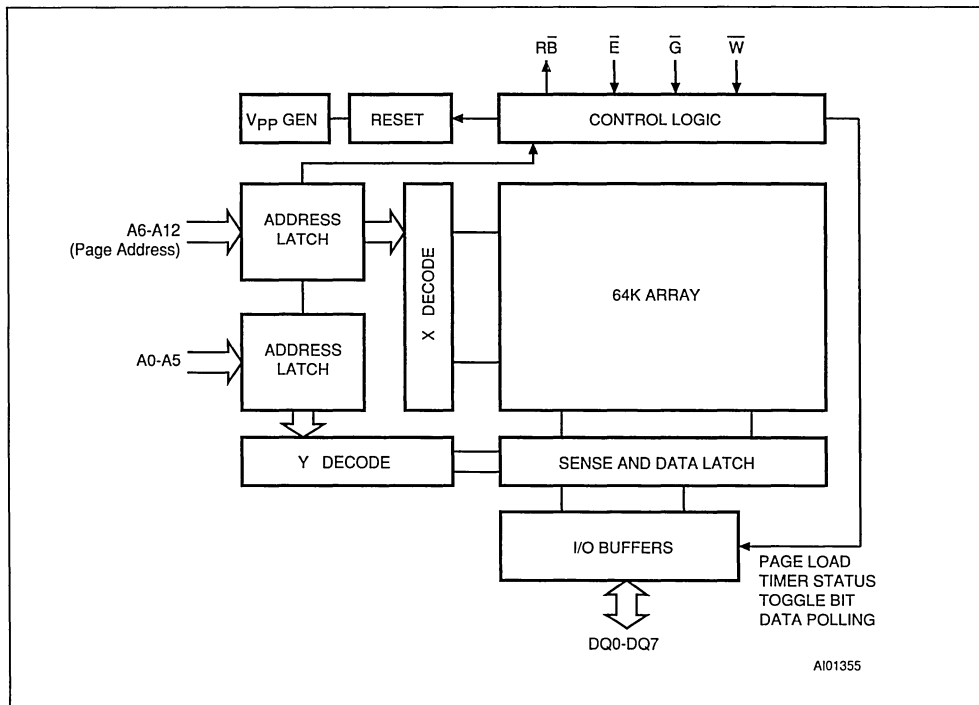 RB̅ E̅ G̅ W̅
VPP GEN RESET CONTROL LOGIC
ADDRESS
LATCH
A6-A12
(Page Address)
X DECODE
64K ARRAY
ADDRESS
LATCH
A0-A5
Y DECODE
SENSE AND DATA LATCH
I/O BUFFERS
PAGE LOAD
TIMER STATUS
TOGGLE BIT
DATA POLLING
DQ0-DQ7
AI01355